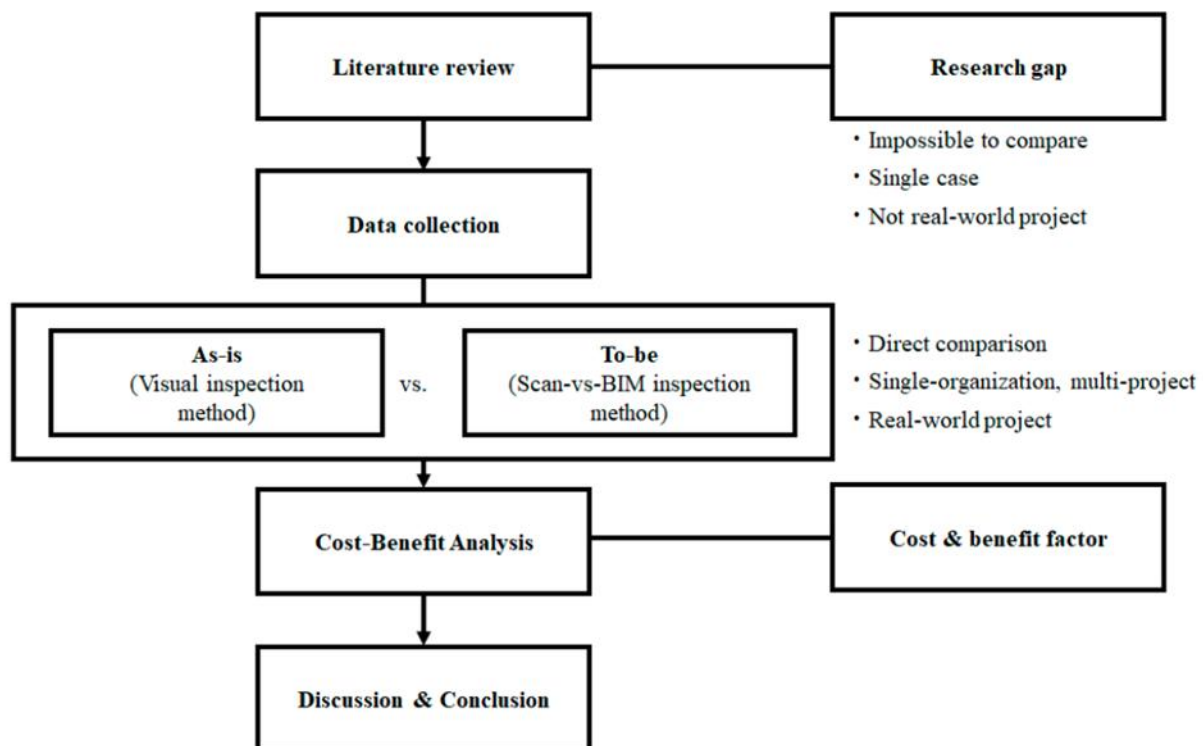 Literature review
Research gap
・Impossible to compare
・Single case
・Not real-world project
Data collection
As-is
(Visual inspection
method)
vs.
To-be
(Scan-vs-BIM inspection
method)
・Direct comparison
・Single-organization, multi-project
・Real-world project
Cost-Benefit Analysis
Cost & benefit factor
Discussion & Conclusion